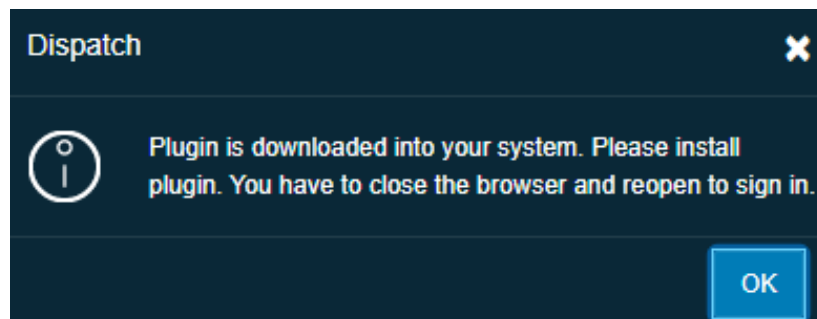 Dispatch
Plugin is downloaded into your system. Please install
plugin. You have to close the browser and reopen to sign in.
OK